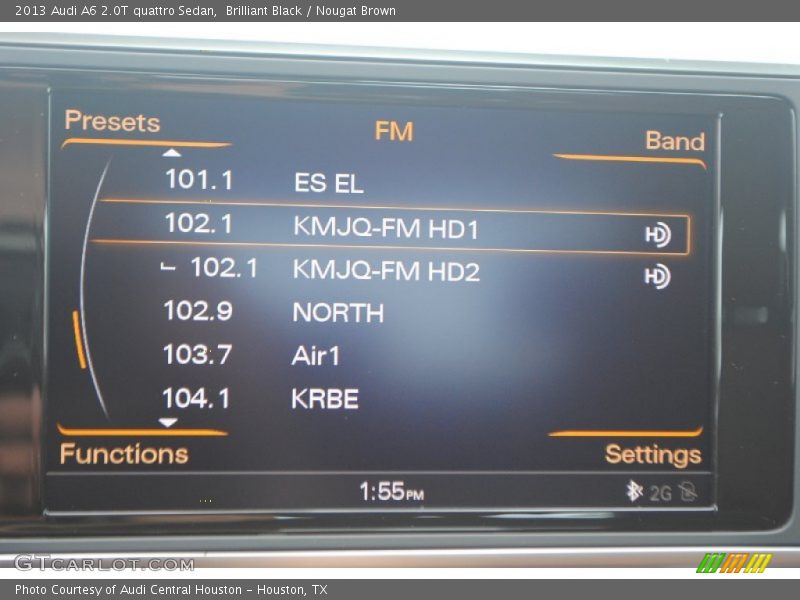 2013 Audi A6 2.0T quattro Sedan,  Brilliant Black / Nougat Brown
Presets
FM
Band
101.1 ES EL
102.1 KMJQ-FM HD1 HD
102.1 KMJQ-FM HD2 HD
102.9 NORTH
103.7 Air1
104.1 KRBE
Functions
Settings
...
1:55PM
2G
GTCARLOT.COM
Photo Courtesy of Audi Central Houston - Houston, TX